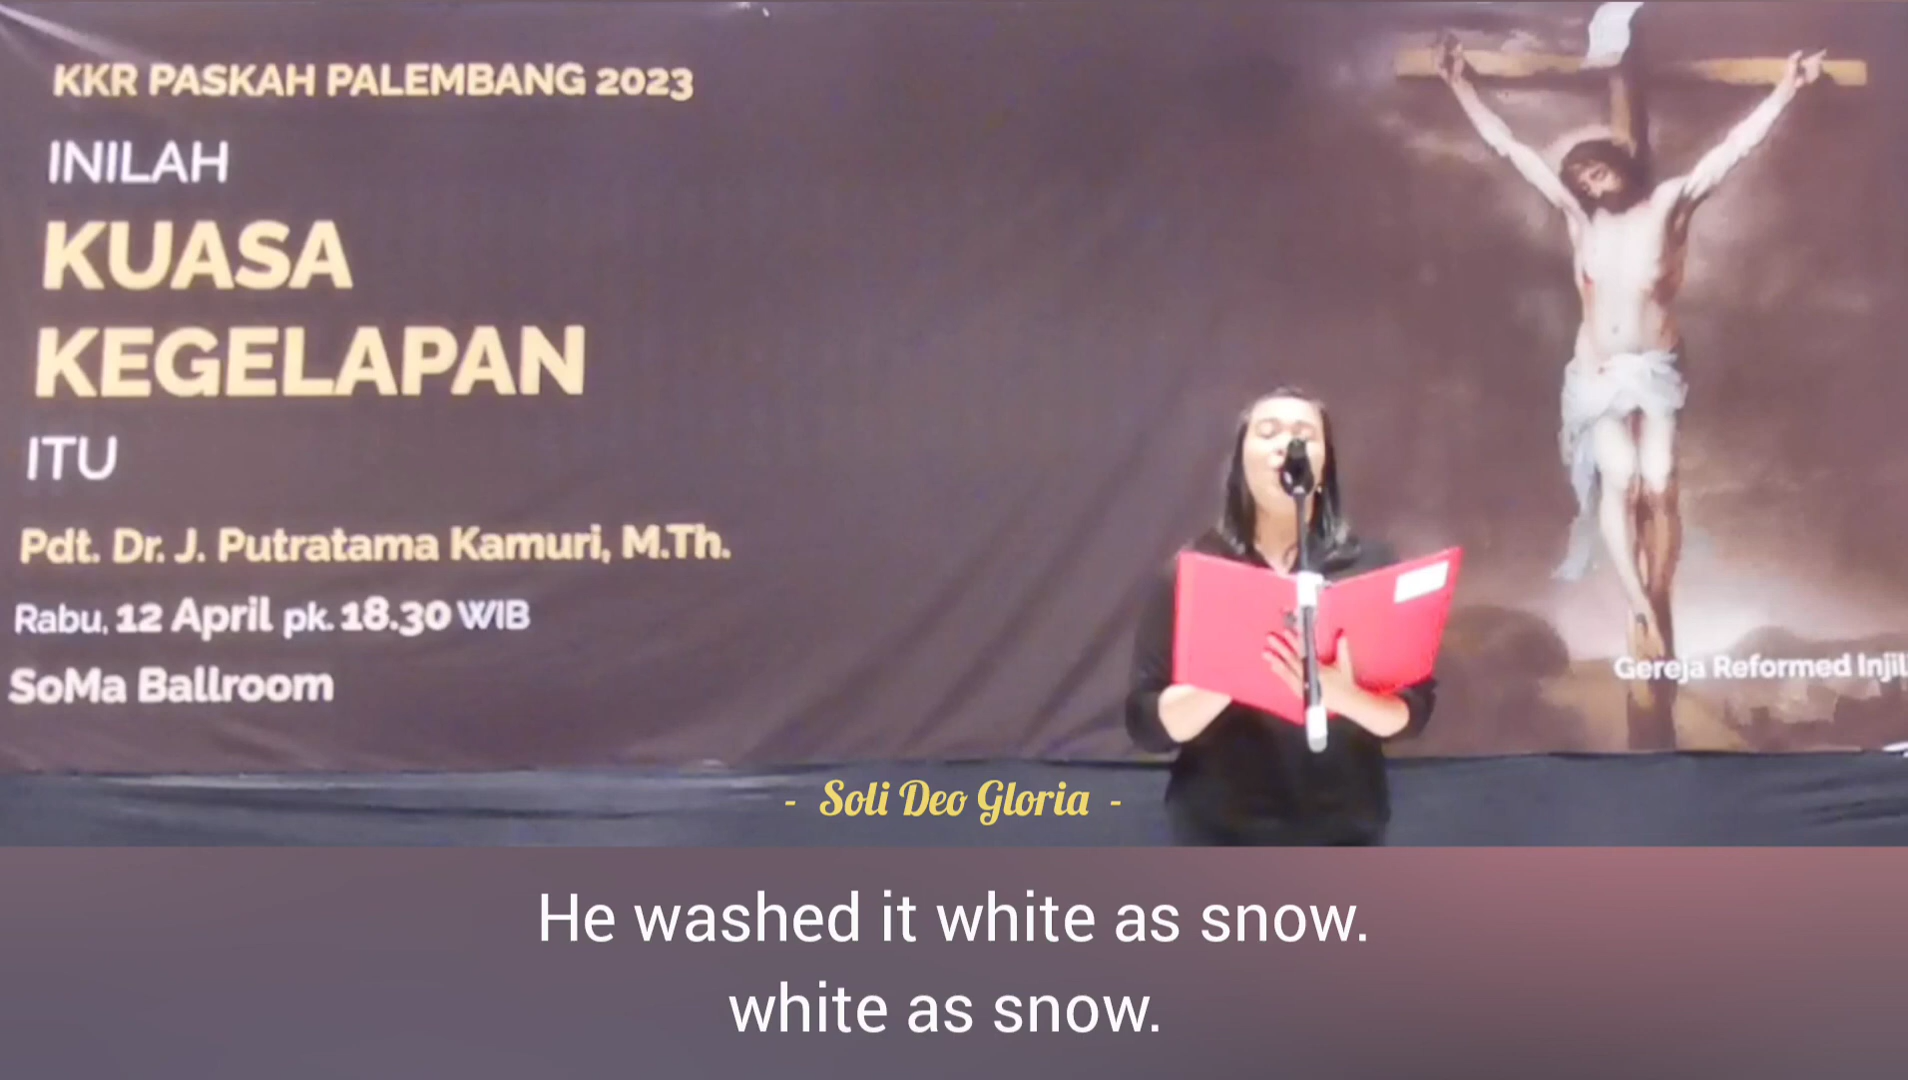 KKR PASKAH PALEMBANG 2023
INILAH
KUASA
KEGELAPAN
ITU
Pdt. Dr. J. Putratama Kamuri, M.Th.
Rabu, 12 April pk. 18.30 WIB
SoMa Ballroom
Gereja Reformed Injil
- Soli Deo Gloria -
He washed it white as snow.
white as snow.